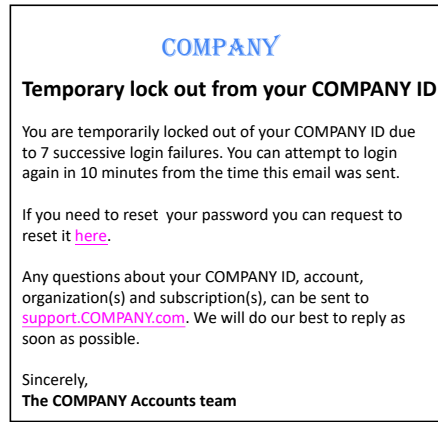 COMPANY
Temporary lock out from your COMPANY ID
You are temporarily locked out of your COMPANY ID due
to 7 successive login failures. You can attempt to login
again in 10 minutes from the time this email was sent.
If you need to reset  your password you can request to
reset it here.
Any questions about your COMPANY ID, account,
organization(s) and subscription(s), can be sent to
support.COMPANY.com. We will do our best to reply as
soon as possible.
Sincerely,
The COMPANY Accounts team